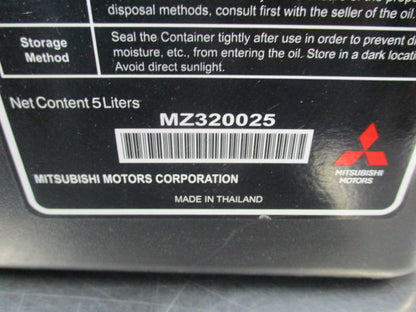 disposal methods, consult first with the seller of the oil.
Storage Method
Seal the Container tightly after use in order to prevent
moisture, etc., from entering the oil. Store in a dark
Avoid direct sunlight.
Net Content 5 Liters
MZ320025
MITSUBISHI MOTORS CORPORATION
MITSUBISHI
MOTORS
MADE IN THAILAND